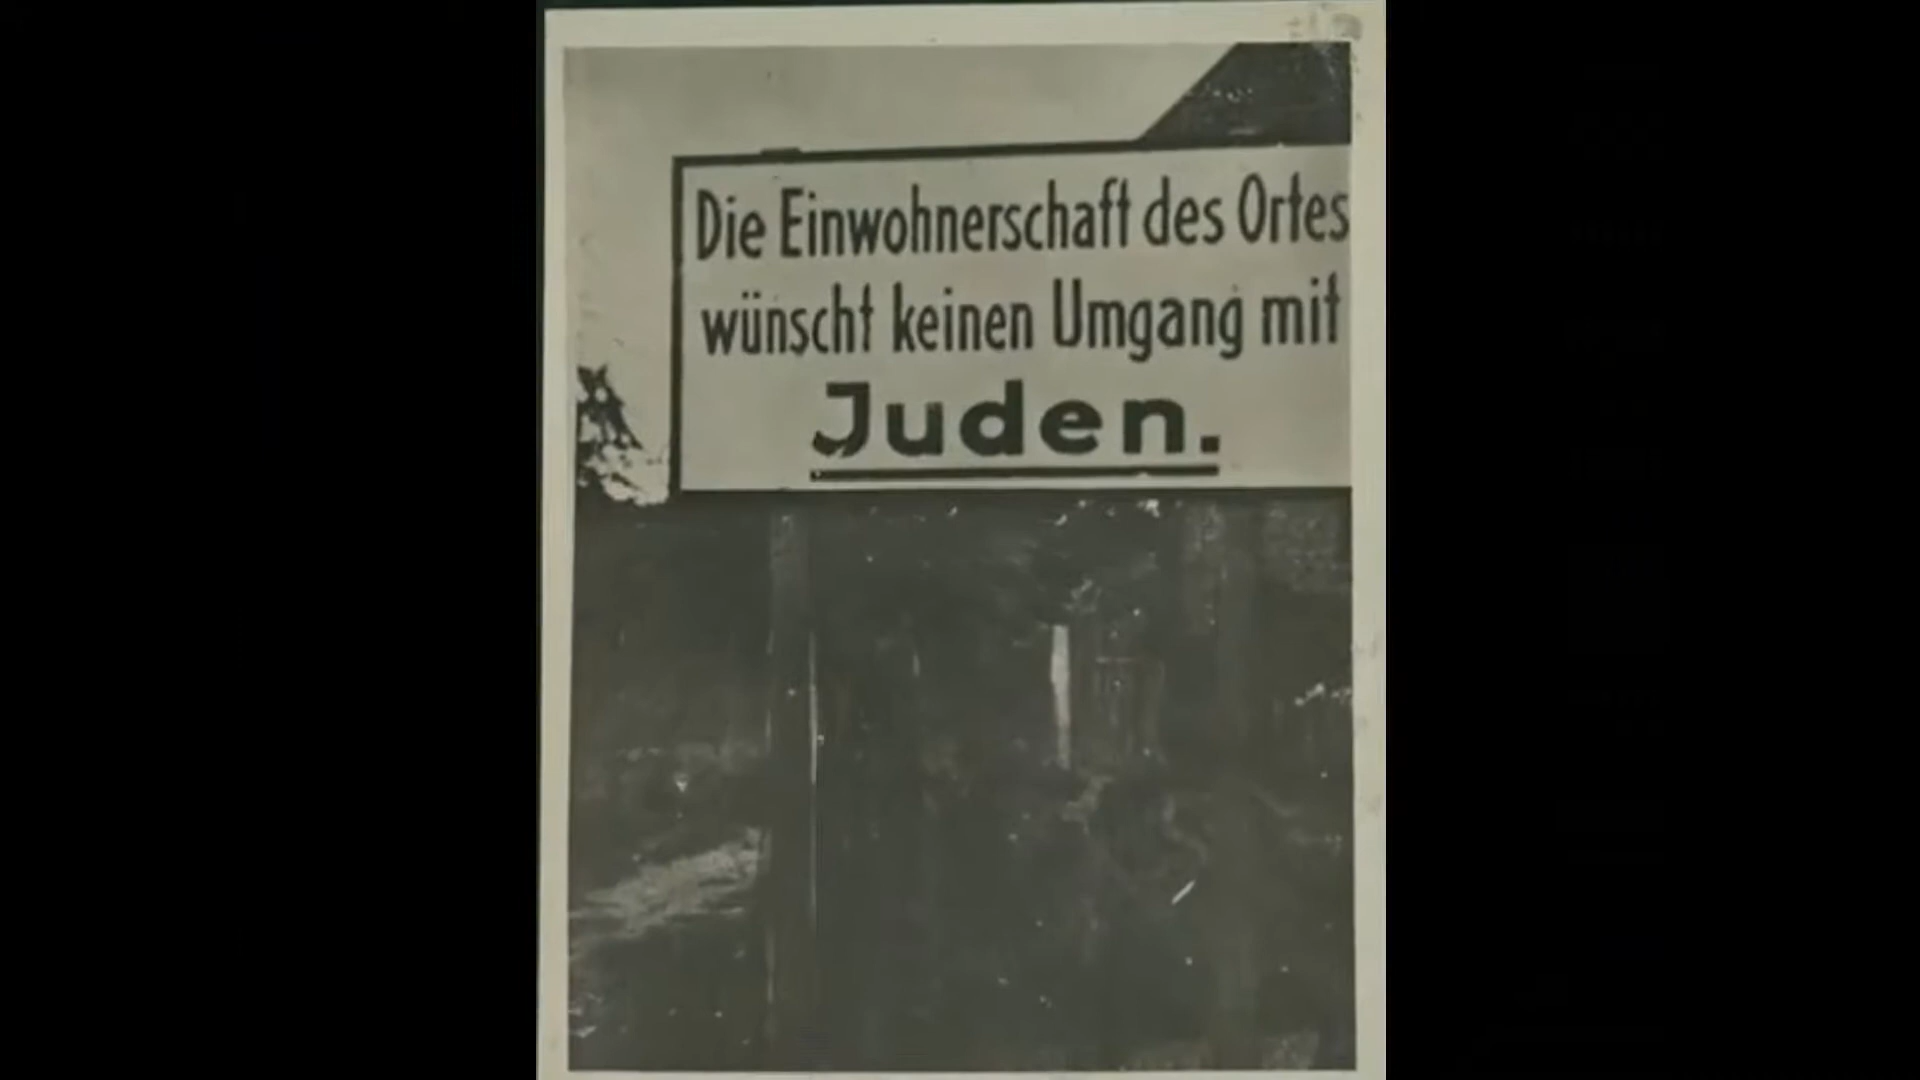 Die Einwohnerschaft des Ortes
wünscht keinen Umgang mit
Juden.